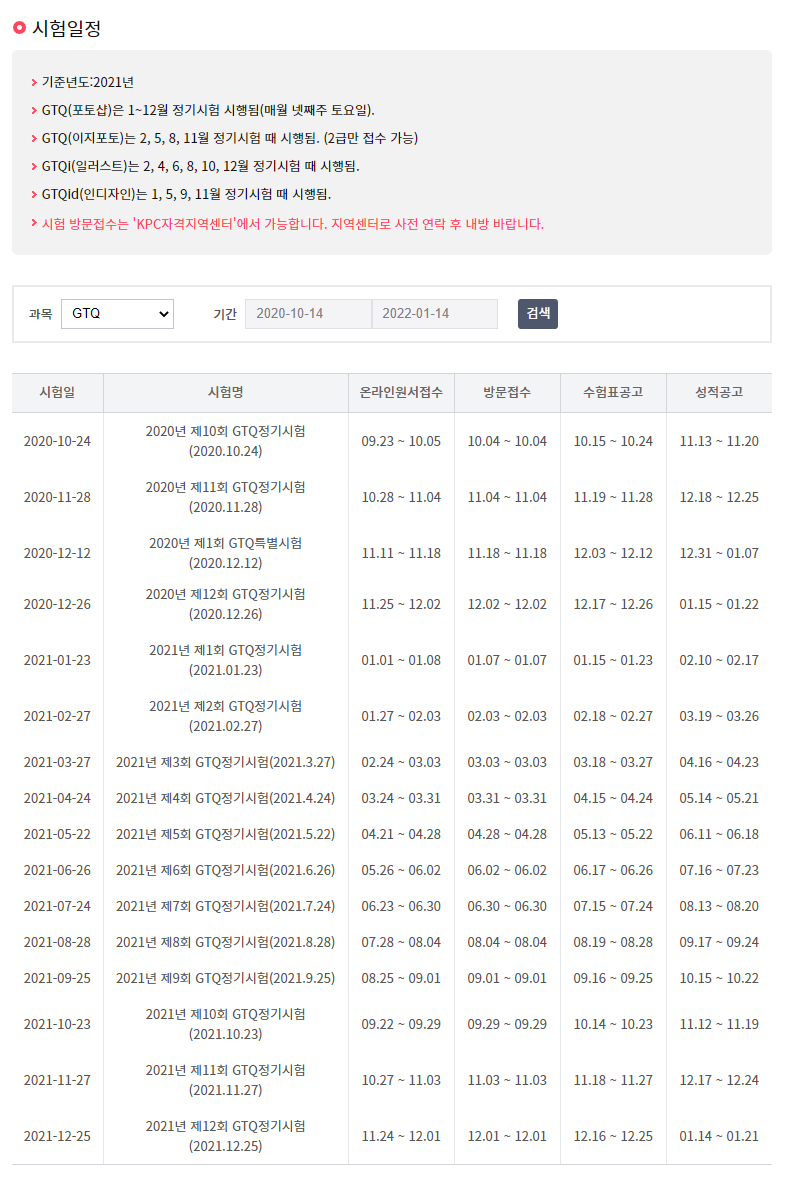 시험일정
기준년도:2021년
GTQ(포토샵)은 1~12월 정기시험 시행됨(매월 넷째주 토요일).
GTQ(이지포토)는 2, 5, 8, 11월 정기시험 때 시행됨. (2급만 접수 가능)
GTQi(일러스트)는 2, 4, 6, 8, 10, 12월 정기시험 때 시행됨.
GTQid(인디자인)는 1, 5, 9, 11월 정기시험 때 시행됨.
시험 방문접수는 'KPC자격지역센터'에서 가능합니다. 지역센터로 사전 연락 후 내방 바랍니다.
과목 GTQ 기간 2020-10-14 2022-01-14 검색
시험일 시험명 온라인원서접수 방문접수 수험표공고 성적공고
2020-10-24 2020년 제10회 GTQ정기시험 (2020.10.24) 09.23 ~ 10.05 10.04 ~ 10.04 10.15 ~ 10.24 11.13 ~ 11.20
2020-11-28 2020년 제11회 GTQ정기시험 (2020.11.28) 10.28 ~ 11.04 11.04 ~ 11.04 11.19 ~ 11.28 12.18 ~ 12.25
2020-12-12 2020년 제1회 GTQ특별시험 (2020.12.12) 11.11 ~ 11.18 11.18 ~ 11.18 12.03 ~ 12.12 12.31 ~ 01.07
2020-12-26 2020년 제12회 GTQ정기시험 (2020.12.26) 11.25 ~ 12.02 12.02 ~ 12.02 12.17 ~ 12.26 01.15 ~ 01.22
2021-01-23 2021년 제1회 GTQ정기시험 (2021.01.23) 01.01 ~ 01.08 01.07 ~ 01.07 01.15 ~ 01.23 02.10 ~ 02.17
2021-02-27 2021년 제2회 GTQ정기시험 (2021.02.27) 01.27 ~ 02.03 02.03 ~ 02.03 02.18 ~ 02.27 03.19 ~ 03.26
2021-03-27 2021년 제3회 GTQ정기시험(2021.3.27) 02.24 ~ 03.03 03.03 ~ 03.03 03.18 ~ 03.27 04.16 ~ 04.23
2021-04-24 2021년 제4회 GTQ정기시험(2021.4.24) 03.24 ~ 03.31 03.31 ~ 03.31 04.15 ~ 04.24 05.14 ~ 05.21
2021-05-22 2021년 제5회 GTQ정기시험(2021.5.22) 04.21 ~ 04.28 04.28 ~ 04.28 05.13 ~ 05.22 06.11 ~ 06.18
2021-06-26 2021년 제6회 GTQ정기시험(2021.6.26) 05.26 ~ 06.02 06.02 ~ 06.02 06.17 ~ 06.26 07.16 ~ 07.23
2021-07-24 2021년 제7회 GTQ정기시험(2021.7.24) 06.23 ~ 06.30 06.30 ~ 06.30 07.15 ~ 07.24 08.13 ~ 08.20
2021-08-28 2021년 제8회 GTQ정기시험(2021.8.28) 07.28 ~ 08.04 08.04 ~ 08.04 08.19 ~ 08.28 09.17 ~ 09.24
2021-09-25 2021년 제9회 GTQ정기시험(2021.9.25) 08.25 ~ 09.01 09.01 ~ 09.01 09.16 ~ 09.25 10.15 ~ 10.22
2021-10-23 2021년 제10회 GTQ정기시험 (2021.10.23) 09.22 ~ 09.29 09.29 ~ 09.29 10.14 ~ 10.23 11.12 ~ 11.19
2021-11-27 2021년 제11회 GTQ정기시험 (2021.11.27) 10.27 ~ 11.03 11.03 ~ 11.03 11.18 ~ 11.27 12.17 ~ 12.24
2021-12-25 2021년 제12회 GTQ정기시험 (2021.12.25) 11.24 ~ 12.01 12.01 ~ 12.01 12.16 ~ 12.25 01.14 ~ 01.21